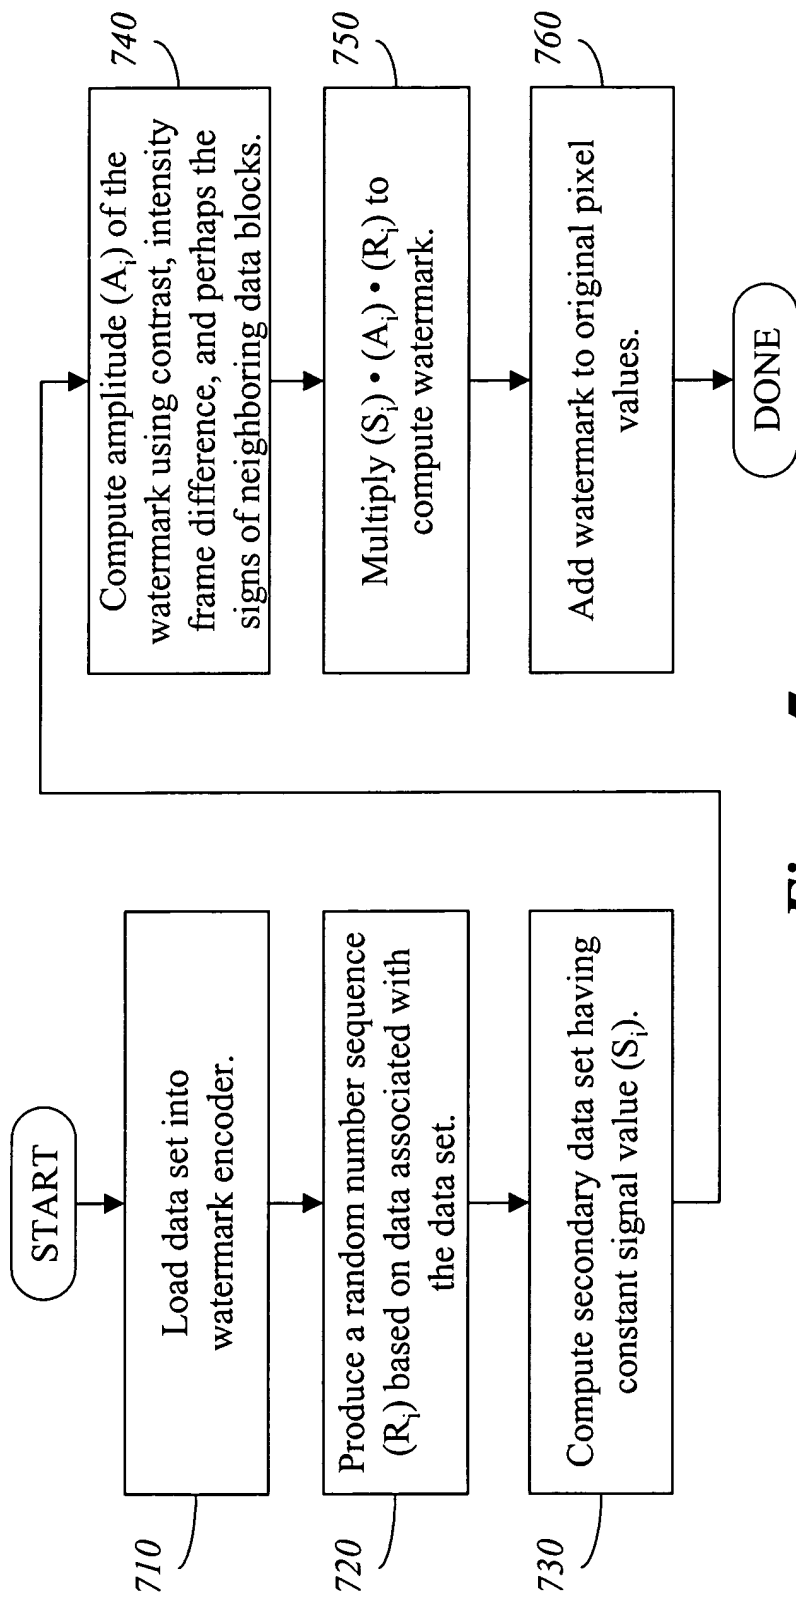 START
710
Load data set into
watermark encoder.
720
Produce a random number sequence
(Rᵢ) based on data associated with
the data set.
730
Compute secondary data set having
constant signal value (Sᵢ).
740
Compute amplitude (Aᵢ) of the
watermark using contrast, intensity
frame difference, and perhaps the
signs of neighboring data blocks.
750
Multiply (Sᵢ) • (Aᵢ) • (Rᵢ) to
compute watermark.
760
Add watermark to original pixel
values.
DONE